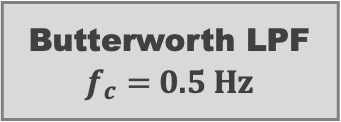 Butterworth LPF
𝒇𝒄 = 0.5 Hz